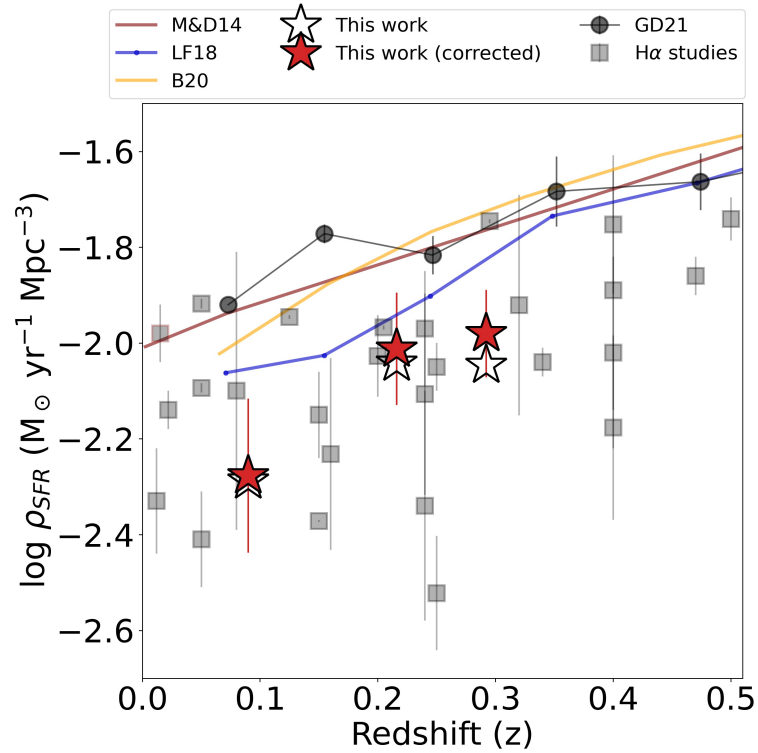 M&D14
LF18
B20
This work
This work (corrected)
GD21
Hα studies
log ρSFR (M⊙ yr−1 Mpc−3)
−1.6
−1.8
−2.0
−2.2
−2.4
−2.6
0.0 0.1 0.2 0.3 0.4 0.5
Redshift (z)